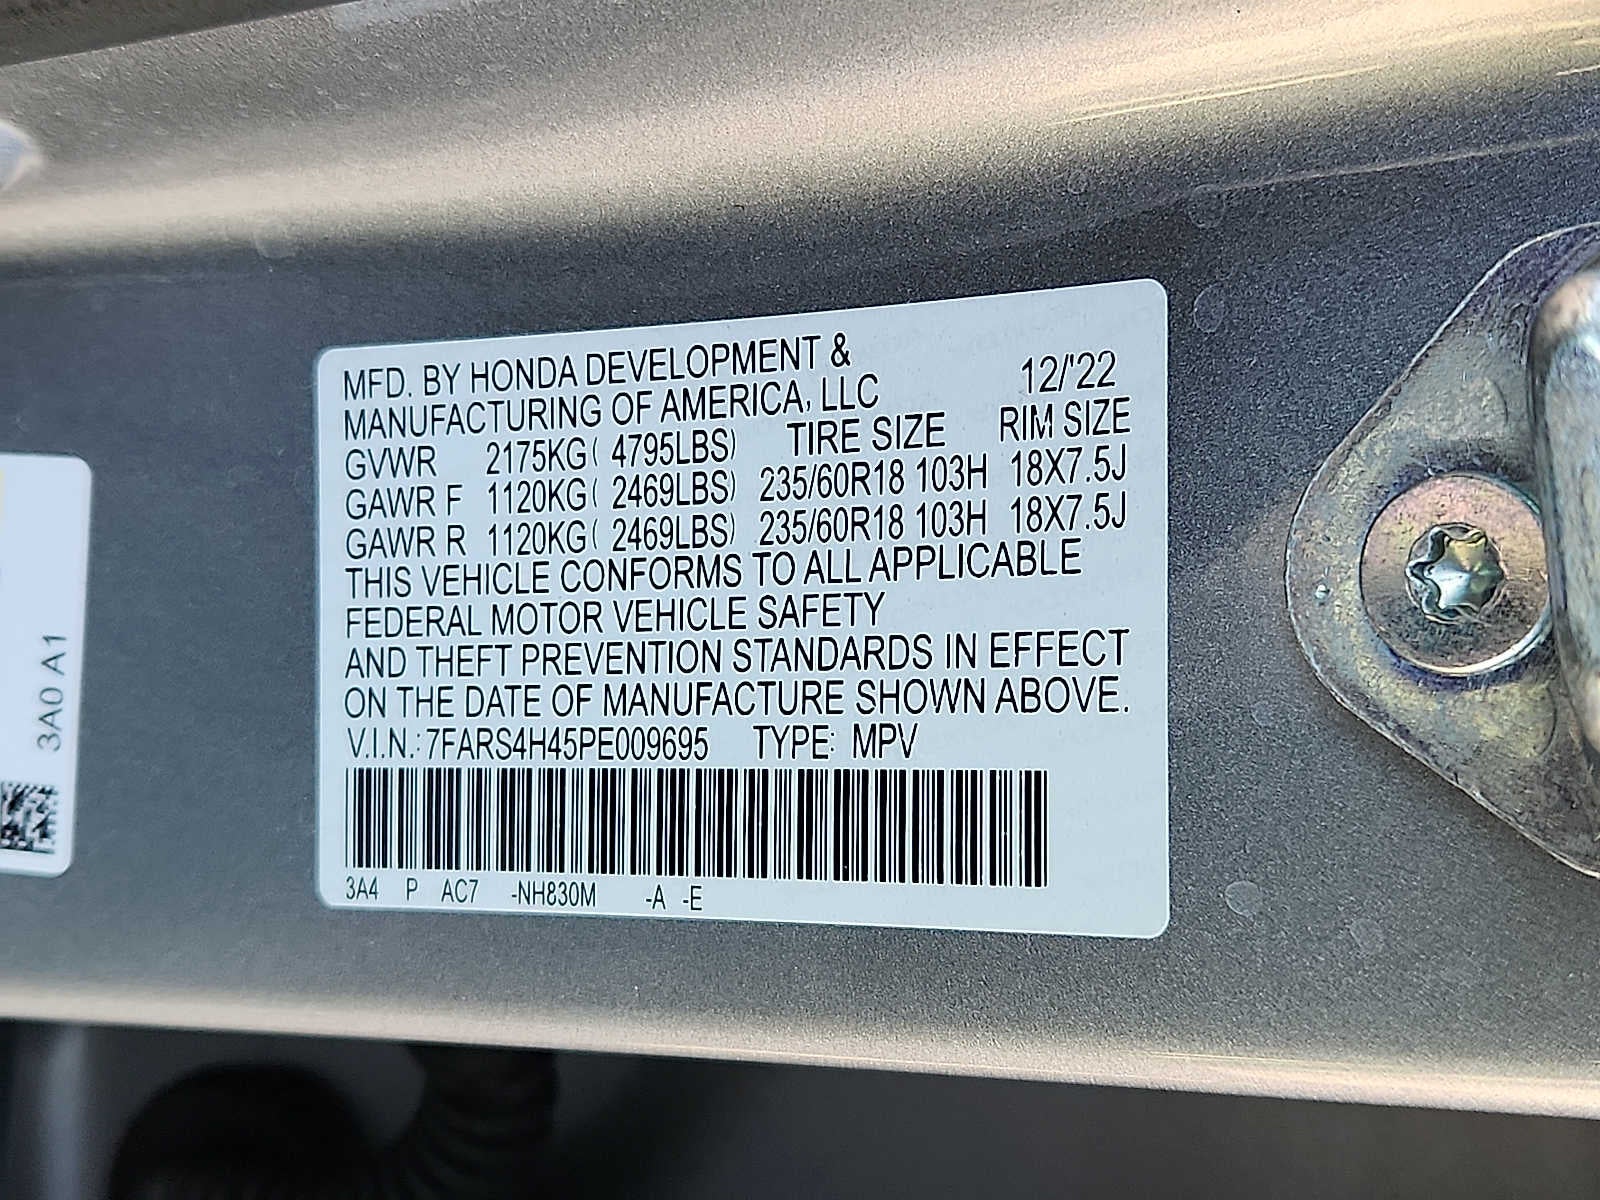 MFD. BY HONDA DEVELOPMENT &
MANUFACTURING OF AMERICA, LLC 12/'22
GVWR 2175KG( 4795LBS) TIRE SIZE RIM SIZE
GAWR F 1120KG( 2469LBS) 235/60R18 103H 18X7.5J
GAWR R 1120KG( 2469LBS) 235/60R18 103H 18X7.5J
THIS VEHICLE CONFORMS TO ALL APPLICABLE
FEDERAL MOTOR VEHICLE SAFETY
AND THEFT PREVENTION STANDARDS IN EFFECT
ON THE DATE OF MANUFACTURE SHOWN ABOVE.
V.I.N.:7FARS4H45PE009695 TYPE: MPV
3A4 P AC7 -NH830M -A -E
3A0 A1